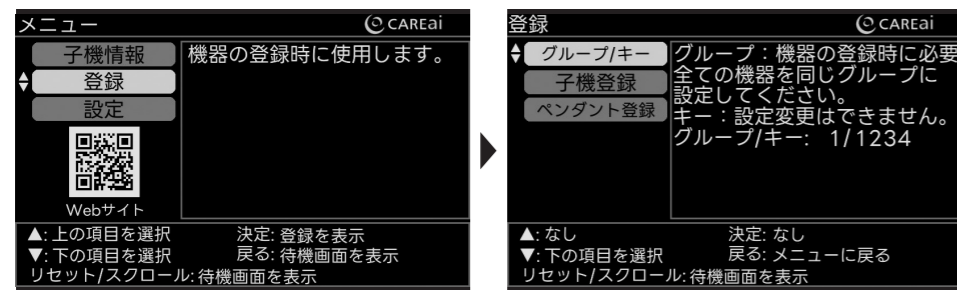 メニュー
CAREai
子機情報
登録
設定
Webサイト
機器の登録時に使用します。
▲: 上の項目を選択 決定: 登録を表示
▼: 下の項目を選択 戻る: 待機画面を表示
リセット/スクロール: 待機画面を表示
登録
CAREai
グループ/キー
子機登録
ペンダント登録
グループ：機器の登録時に必要
全ての機器を同じグループに
設定してください。
キー：設定変更はできません。
グループ/キー: 1/1234
▲: なし 決定: なし
▼: 下の項目を選択 戻る: メニューに戻る
リセット/スクロール: 待機画面を表示